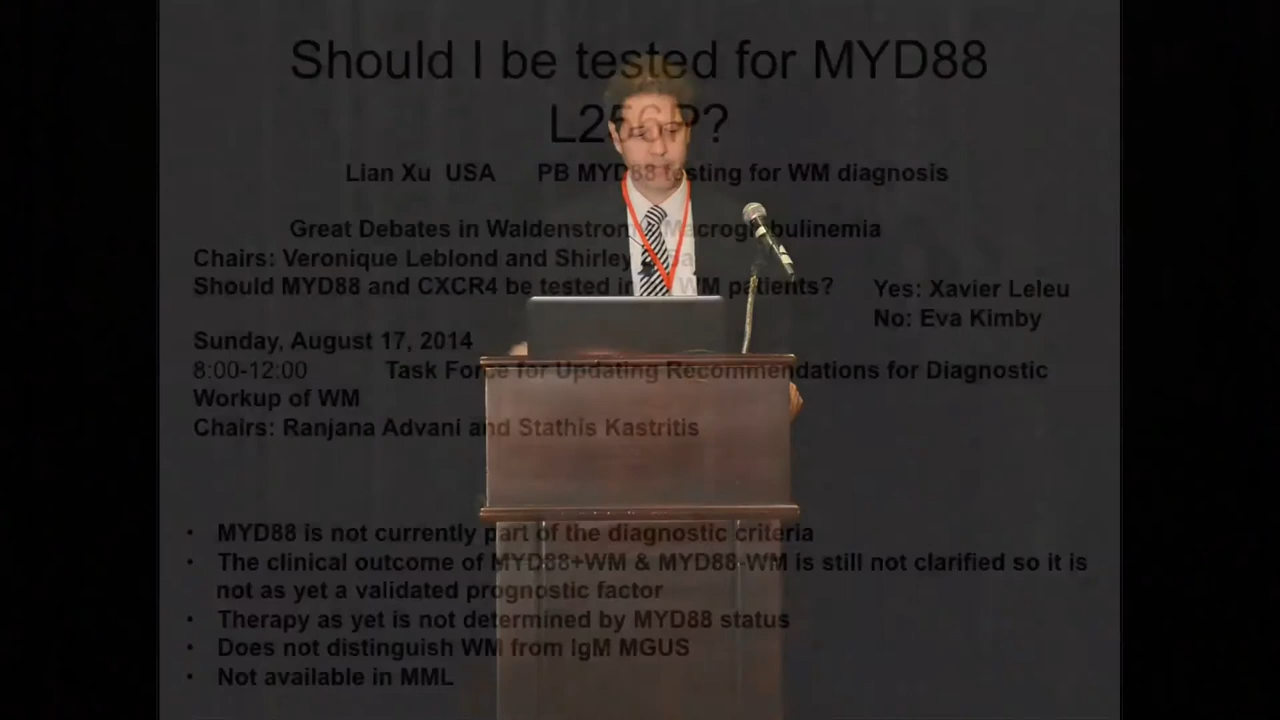 Should I be tested for MYD88
L256P?
Lian Xu USA PB MYD88 testing for WM diagnosis
Great Debates in Waldenstrom Macroglobulinemia
Chairs: Veronique Leblond and Shirley
Should MYD88 and CXCR4 be tested in WM patients?
Yes: Xavier Leleu
No: Eva Kimby
Sunday, August 17, 2014
8:00-12:00 Task Force for Updating Recommendations for Diagnostic
Workup of WM
Chairs: Ranjana Advani and Stathis Kastritis
• MYD88 is not currently part of the diagnostic criteria
• The clinical outcome of MYD88+WM & MYD88-WM is still not clarified so it is
not as yet a validated prognostic factor
• Therapy as yet is not determined by MYD88 status
• Does not distinguish WM from IgM MGUS
• Not available in MML